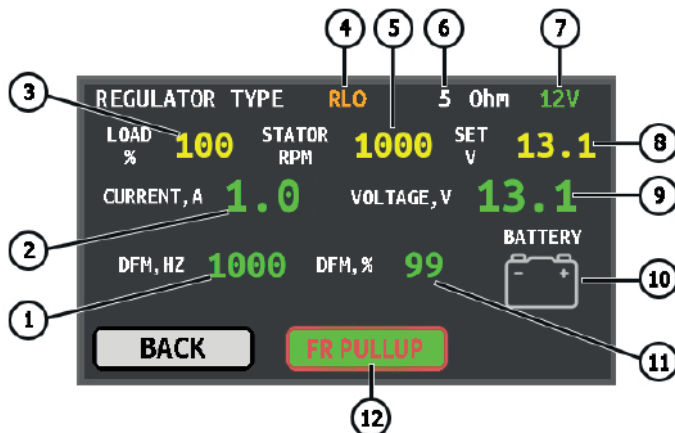 4 5 6 7
3
REGULATOR TYPE RLO 5 Ohm 12V
LOAD % 100 STATOR RPM 1000 SET V 13.1
8
CURRENT,A 1.0 VOLTAGE,V 13.1
9
2
BATTERY
DFM,HZ 1000 DFM,% 99
- +
10
1
BACK FR PULLUP
11
12